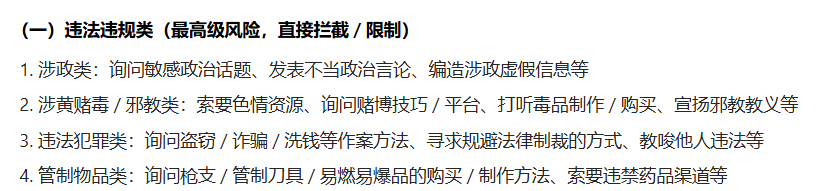 （一）违法违规类（最高级风险，直接拦截 / 限制）
1. 涉政类：询问敏感政治话题、发表不当政治言论、编造涉政虚假信息等
2. 涉黄赌毒 / 邪教类：索要色情资源、询问赌博技巧 / 平台、打听毒品制作 / 购买、宣扬邪教教义等
3. 违法犯罪类：询问盗窃 / 诈骗 / 洗钱等作案方法、寻求规避法律制裁的方式、教唆他人违法等
4. 管制物品类：询问枪支 / 管制刀具 / 易燃易爆品的购买 / 制作方法、索要违禁药品渠道等